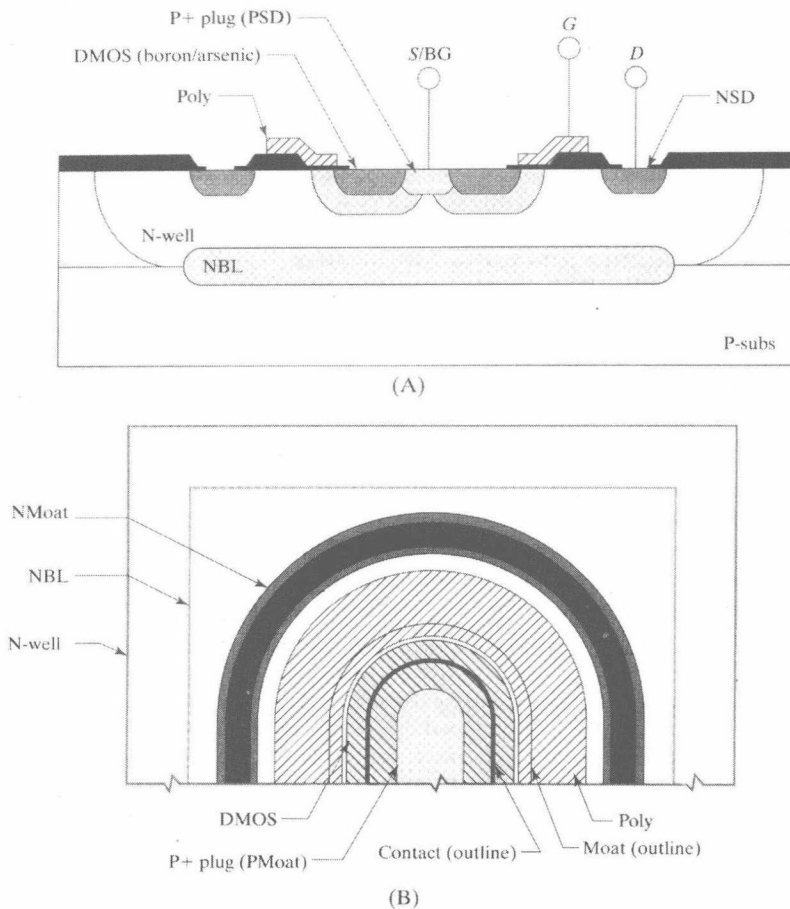 P+ plug (PSD)
DMOS (boron/arsenic)
Poly
S/BG
G
D
NSD
N-well
NBL
P-subs
(A)
NMoat
NBL
N-well
DMOS
P+ plug (PMoat)
Contact (outline)
Moat (outline)
Poly
(B)